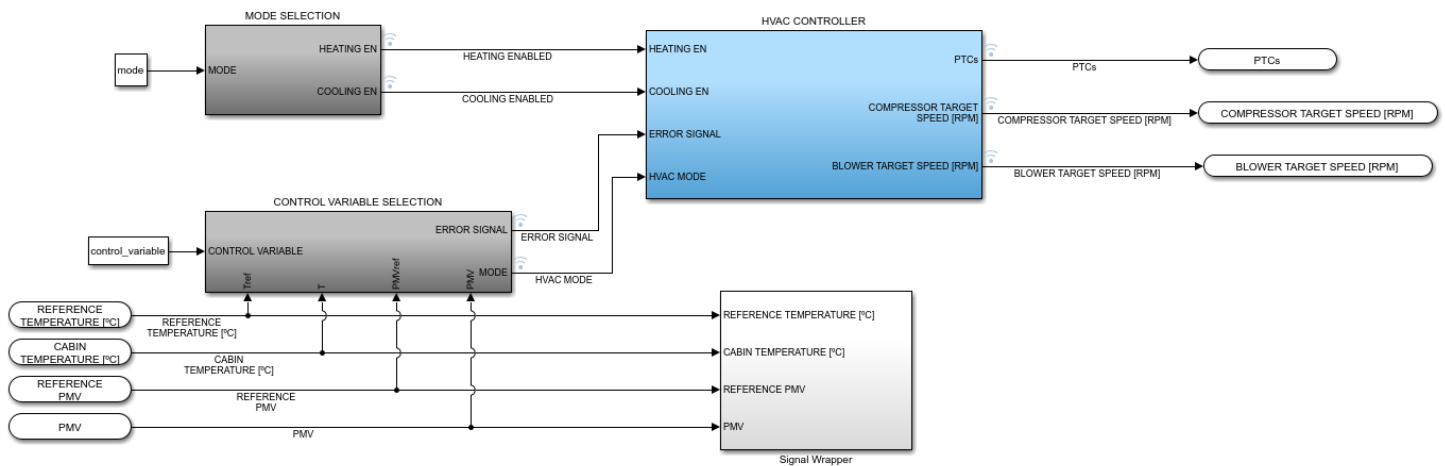 MODE SELECTION
HVAC CONTROLLER
mode
MODE
HEATING EN
COOLING EN
HEATING ENABLED
COOLING ENABLED
HEATING EN
COOLING EN
ERROR SIGNAL
HVAC MODE
PTCs
COMPRESSOR TARGET
SPEED [RPM]
BLOWER TARGET SPEED [RPM]
PTCs
COMPRESSOR TARGET SPEED [RPM]
BLOWER TARGET SPEED [RPM]
PTCs
COMPRESSOR TARGET SPEED [RPM]
BLOWER TARGET SPEED [RPM]
CONTROL VARIABLE SELECTION
control_variable
CONTROL VARIABLE
ERROR SIGNAL
MODE
Tref
T
PMVref
PMV
ERROR SIGNAL
HVAC MODE
REFERENCE
TEMPERATURE [ºC]
CABIN
TEMPERATURE [ºC]
REFERENCE
PMV
PMV
REFERENCE
TEMPERATURE [ºC]
CABIN
TEMPERATURE [ºC]
REFERENCE
PMV
PMV
REFERENCE TEMPERATURE [ºC]
CABIN TEMPERATURE [ºC]
REFERENCE PMV
PMV
Signal Wrapper